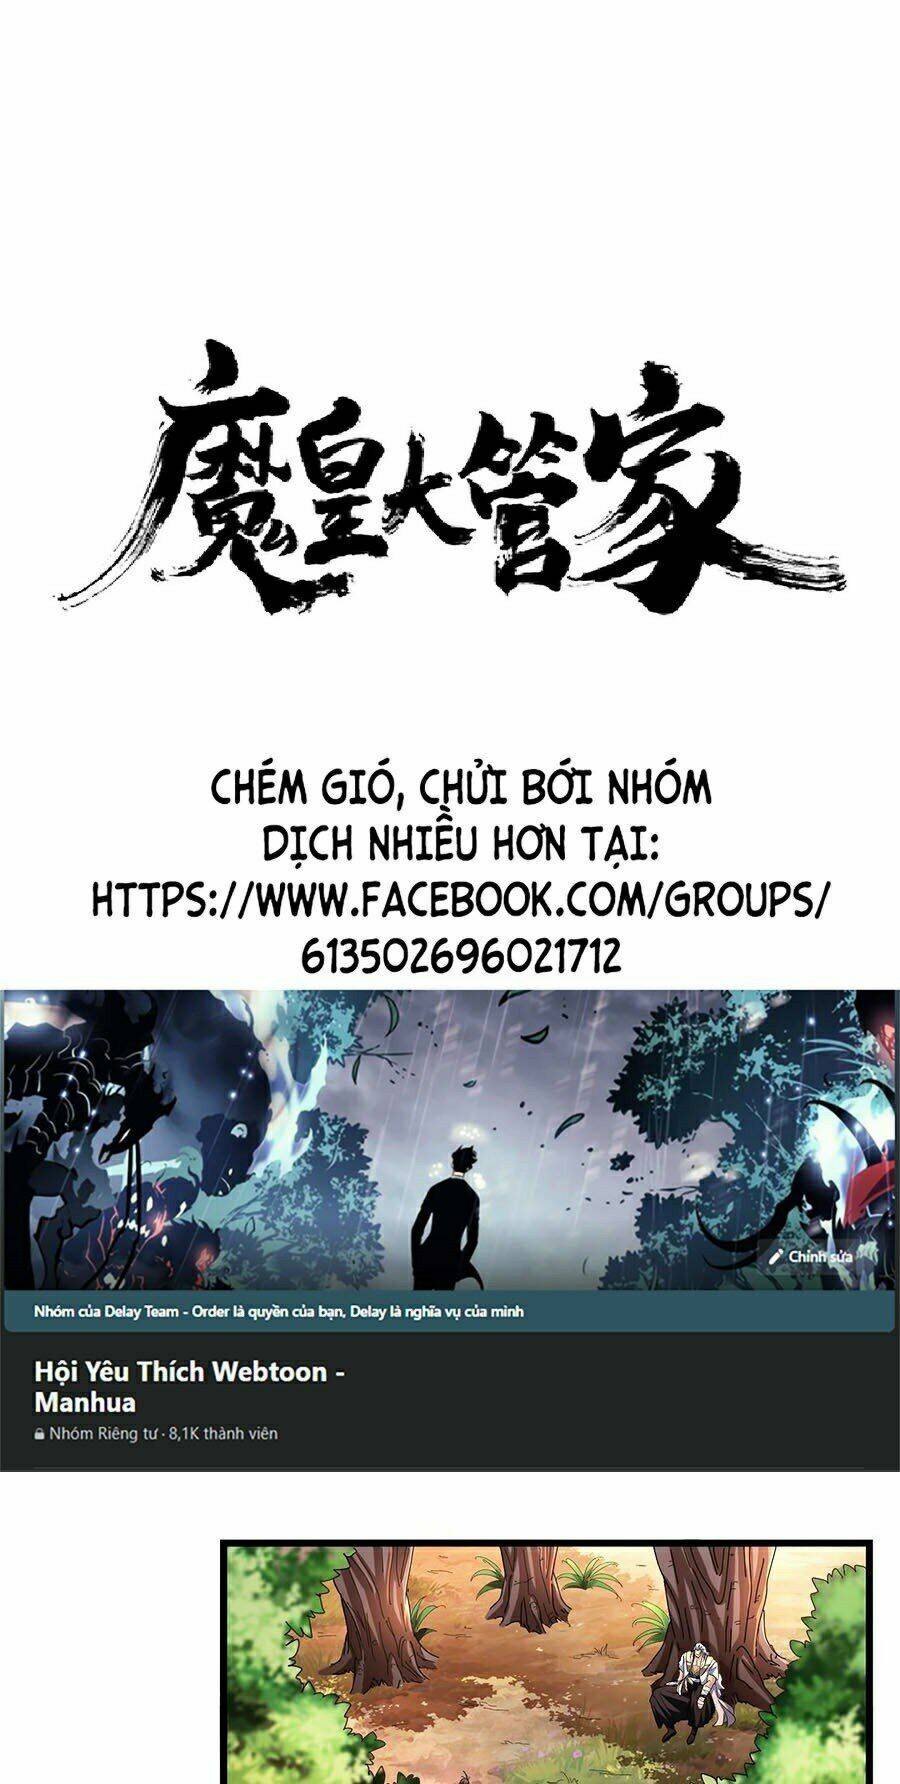 魔皇大管家
CHÉM GIÓ, CHỬI BỚI NHÓM
DỊCH NHIỀU HƠN TẠI:
HTTPS://WWW.FACEBOOK.COM/GROUPS/
613502696021712
Chỉnh sửa
Nhóm của Delay Team - Order là quyền của bạn, Delay là nghĩa vụ của mình
Hội Yêu Thích Webtoon -
Manhua
Nhóm Riêng tư · 8,1K thành viên